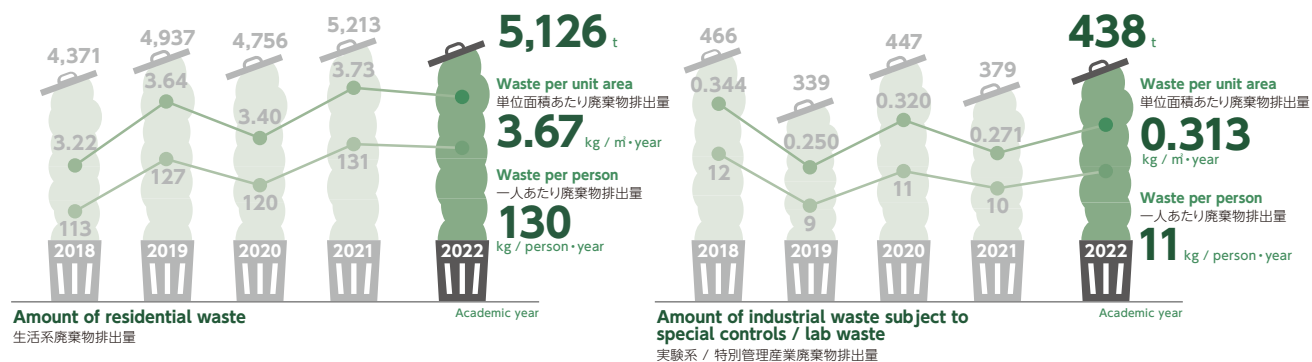 4,371
4,937
4,756
5,213
5,126 t
3.22
3.64
3.40
3.73
Waste per unit area
単位面積あたり廃棄物排出量
3.67 kg / ㎡・year
113
127
120
131
Waste per person
一人あたり廃棄物排出量
130
kg / person・year
2018
2019
2020
2021
2022
Academic year
Amount of residential waste
生活系廃棄物排出量
466
339
447
379
438 t
0.344
0.250
0.320
0.271
Waste per unit area
単位面積あたり廃棄物排出量
0.313
kg / ㎡・year
12
9
11
10
Waste per person
一人あたり廃棄物排出量
11 kg / person・year
2018
2019
2020
2021
2022
Academic year
Amount of industrial waste subject to
special controls / lab waste
実験系 / 特別管理産業廃棄物排出量